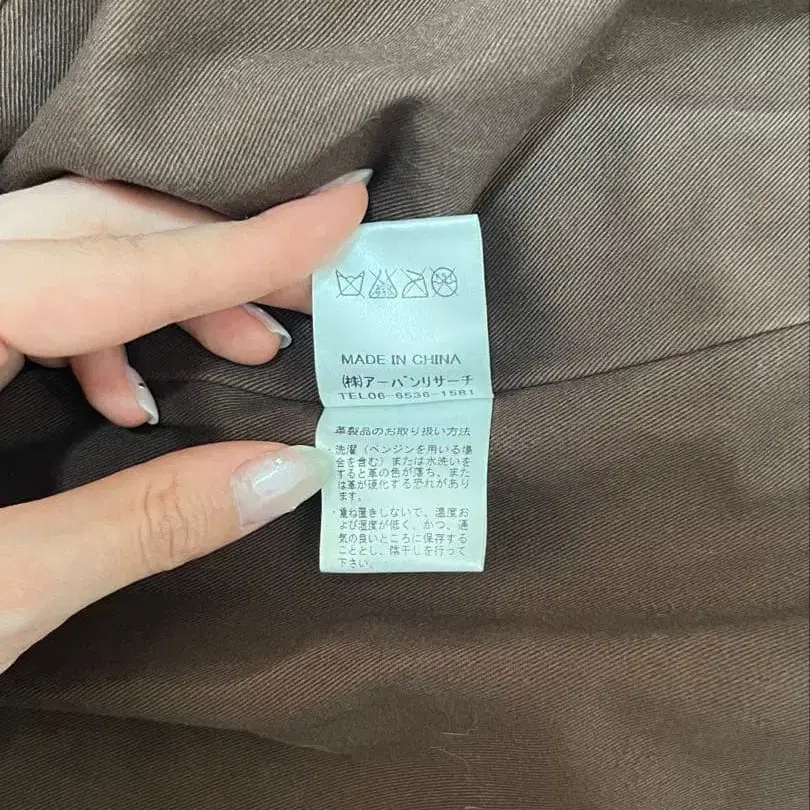 MADE IN CHINA
(株)アーバンリサーチ
TEL06-6536-1581
革製品のお取り扱い方法
・洗濯(ベンジンを用いる場
合を含む)または水洗いを
すると革の色が落ち、また
は革が硬化する恐れがあり
ます。
・重ね置きしないで、温度お
よび湿度が低く、かつ、通
気の良いところに保存する
こととし、陰干しを行って
下さい。